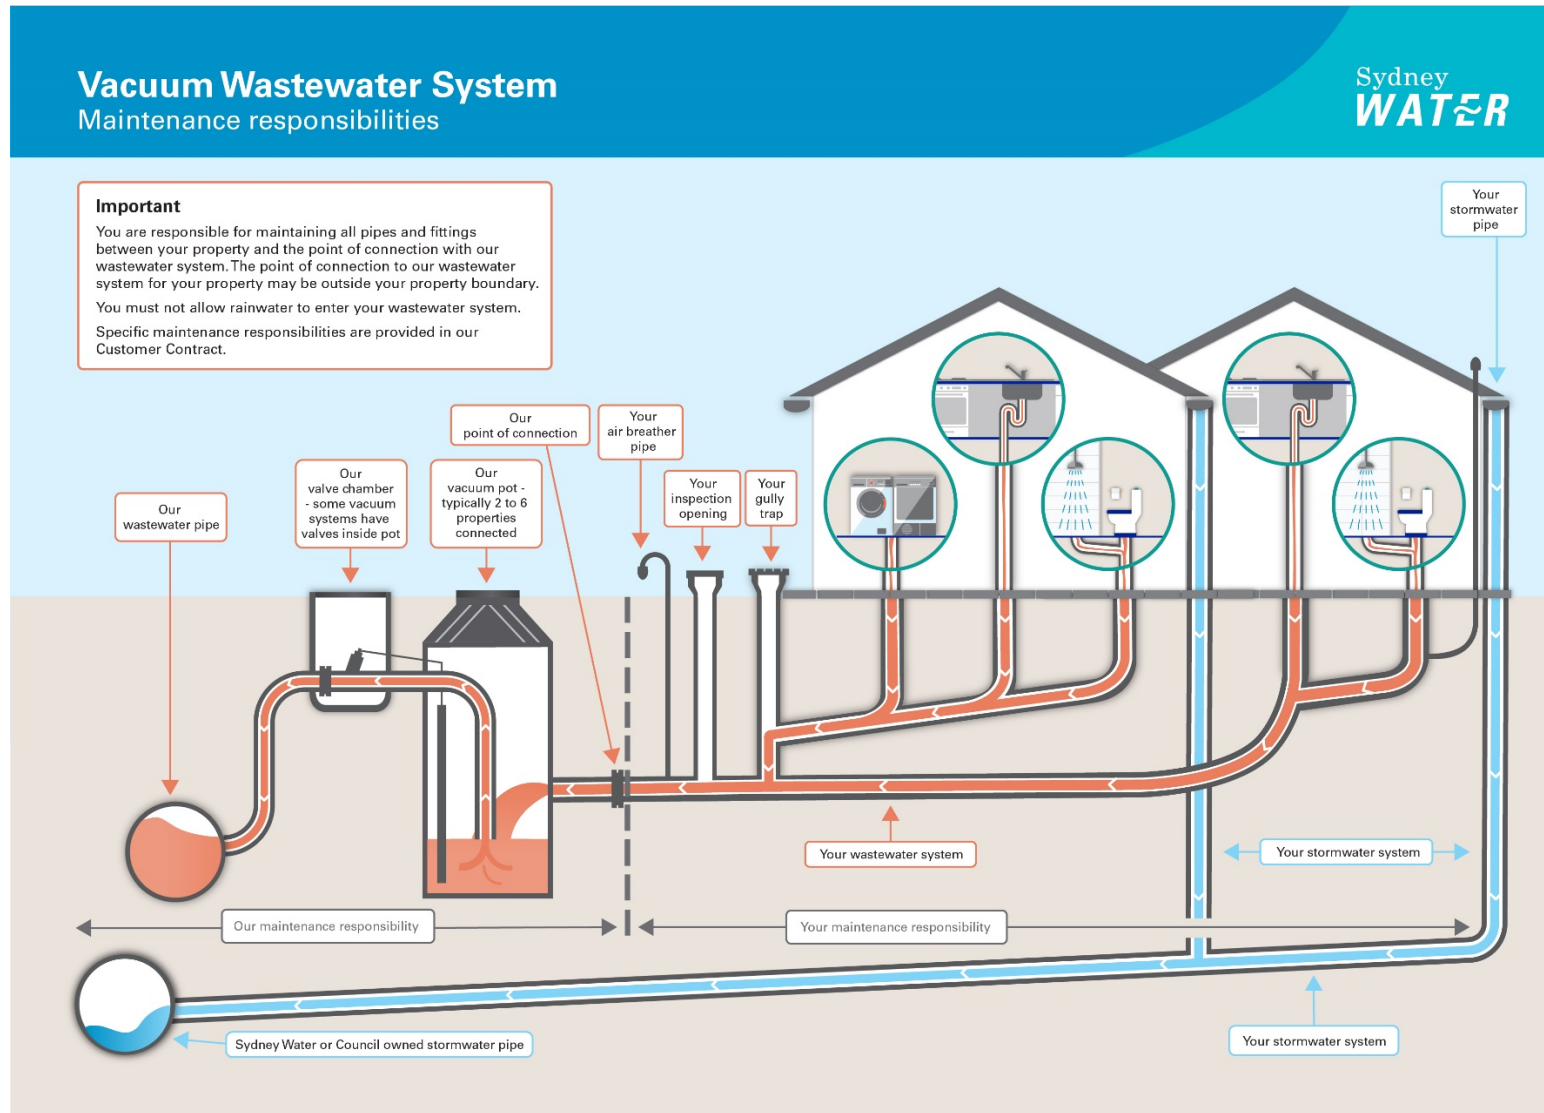 Vacuum Wastewater System
Maintenance responsibilities
Sydney
WATER
Important
You are responsible for maintaining all pipes and fittings
between your property and the point of connection with our
wastewater system. The point of connection to our wastewater
system for your property may be outside your property boundary.
You must not allow rainwater to enter your wastewater system.
Specific maintenance responsibilities are provided in our
Customer Contract.
Your
stormwater
pipe
Our
point of connection
Your
air breather
pipe
Our
wastewater pipe
Our
valve chamber
- some vacuum
systems have
valves inside pot
Our
vacuum pot -
typically 2 to 6
properties
connected
Your
inspection
opening
Your
gully
trap
Your wastewater system
Your stormwater system
Our maintenance responsibility
Your maintenance responsibility
Sydney Water or Council owned stormwater pipe
Your stormwater system